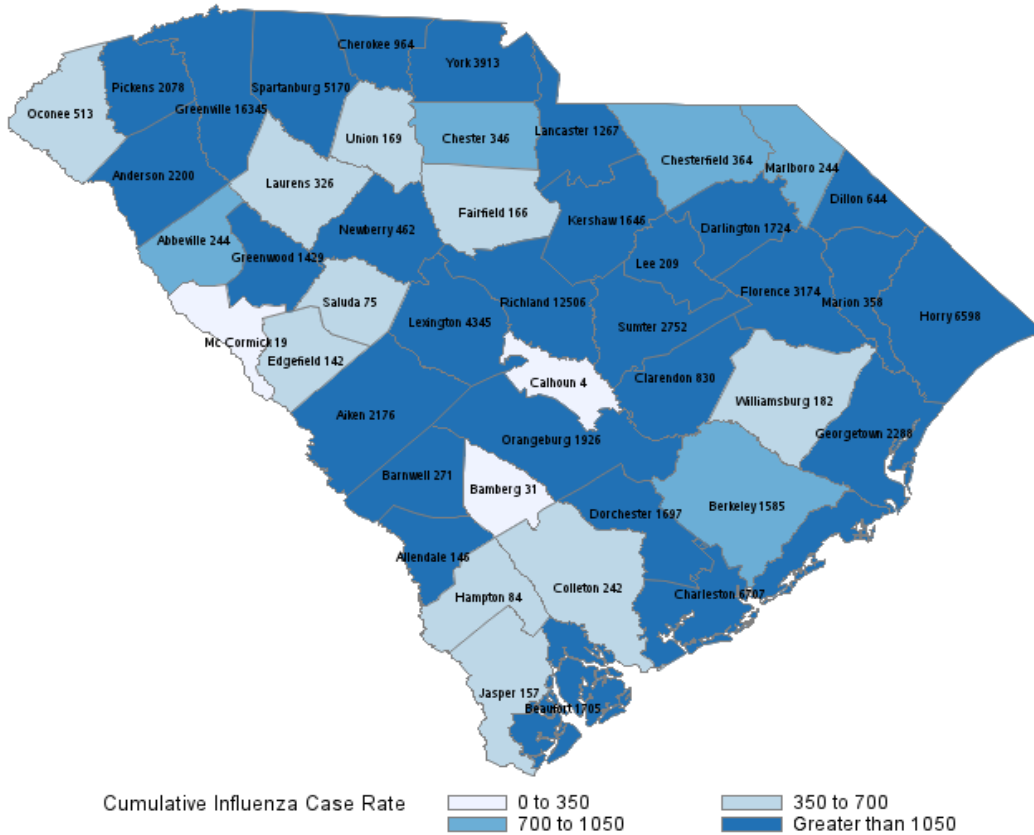 Cherokee 964
York 3913
Pickens 2078
Spartanburg 5170
Oconee 513
Greenville 16345
Lancaster 1267
Union 169
Chester 346
Chesterfield 364
Marlboro 244
Anderson 2200
Laurens 326
Dillon 644
Fairfield 166
Kershaw 1646
Darlington 1724
Newberry 462
Abbeville 244
Greenwood 1429
Lee 209
Florence 3174
Saluda 75
Richland 12506
Marion 358
Lexington 4345
Sumter 2752
Horry 6598
Mc Cormick 19
Edgefield 142
Calhoun 4
Clarendon 830
Williamsburg 182
Aiken 2176
Georgetown 2288
Orangeburg 1926
Barnwell 271
Bamberg 31
Berkeley 1585
Dorchester 1697
Allendale 146
Colleton 242
Hampton 84
Charleston 6707
Jasper 157
Beaufort 1705
Cumulative Influenza Case Rate
0 to 350
350 to 700
700 to 1050
Greater than 1050